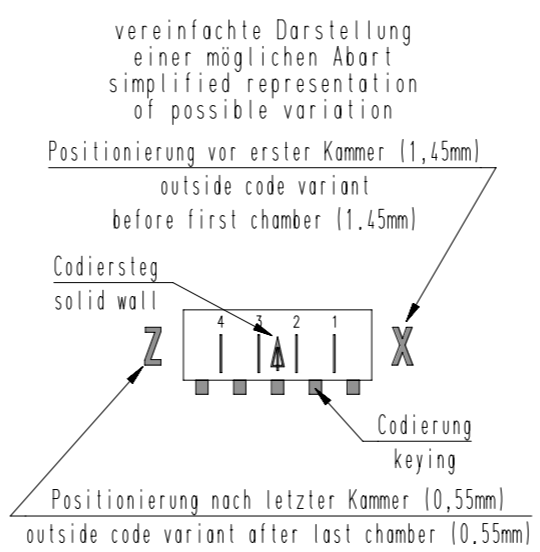 vereinfachte Darstellung
einer möglichen Abart
simplified representation
of possible variation
Positionierung vor erster Kammer (1,45mm)
outside code variant
before first chamber (1,45mm)
Codiersteg
solid wall
4 3 2 1
Z X
Codierung
keying
Positionierung nach letzter Kammer (0,55mm)
outside code variant after last chamber (0,55mm)